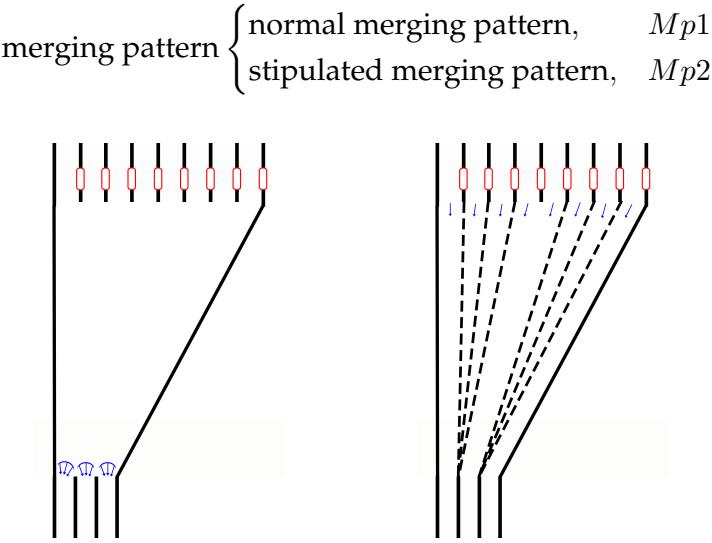 merging pattern { normal merging pattern, Mp1
stipulated merging pattern, Mp2